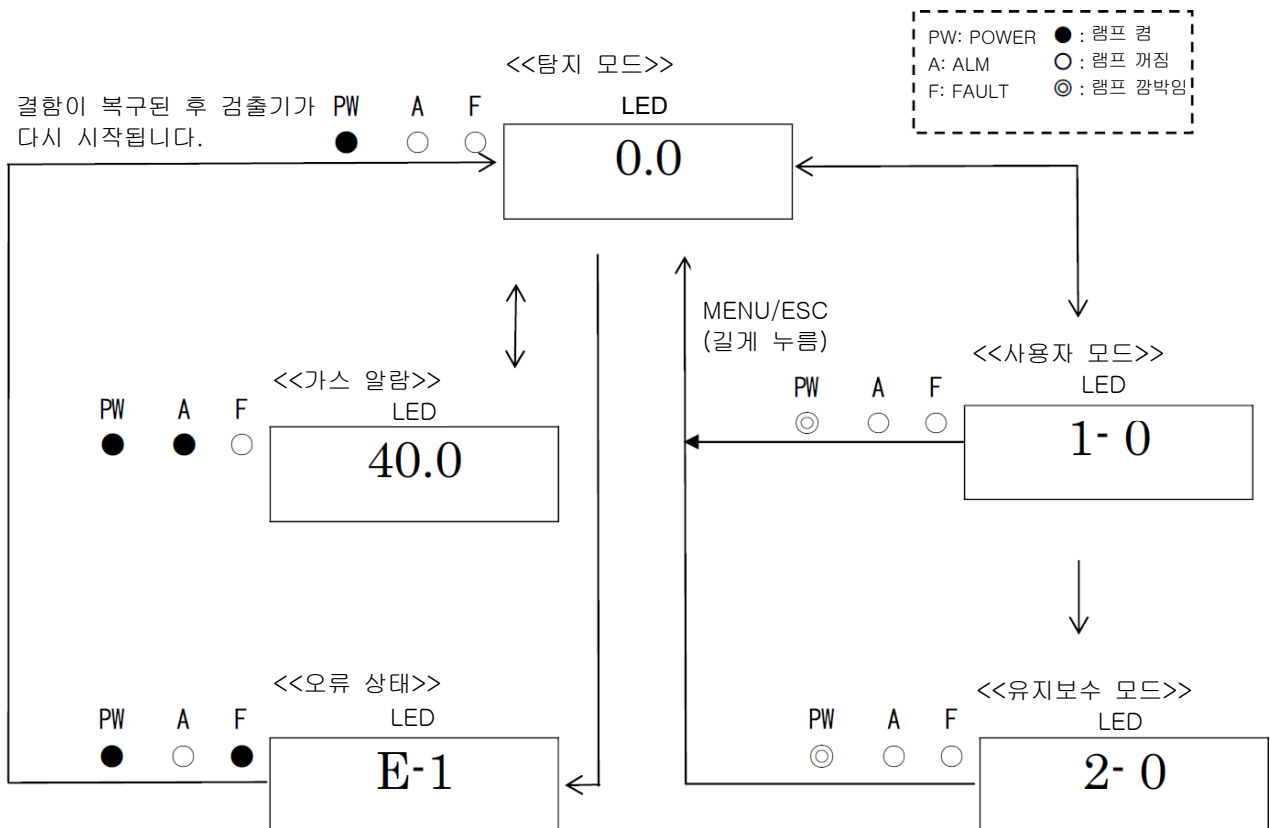 PW: POWER ● : 램프 켬
A: ALM ○ : 램프 꺼짐
F: FAULT ◎ : 램프 깜박임
<<탐지 모드>>
결함이 복구된 후 검출기가
다시 시작됩니다.
PW A F
LED
0.0
MENU/ESC
(길게 누름)
<<가스 알람>>
PW A F
LED
40.0
<<사용자 모드>>
PW A F
LED
1- 0
<<오류 상태>>
PW A F
LED
E-1
<<유지보수 모드>>
PW A F
LED
2- 0